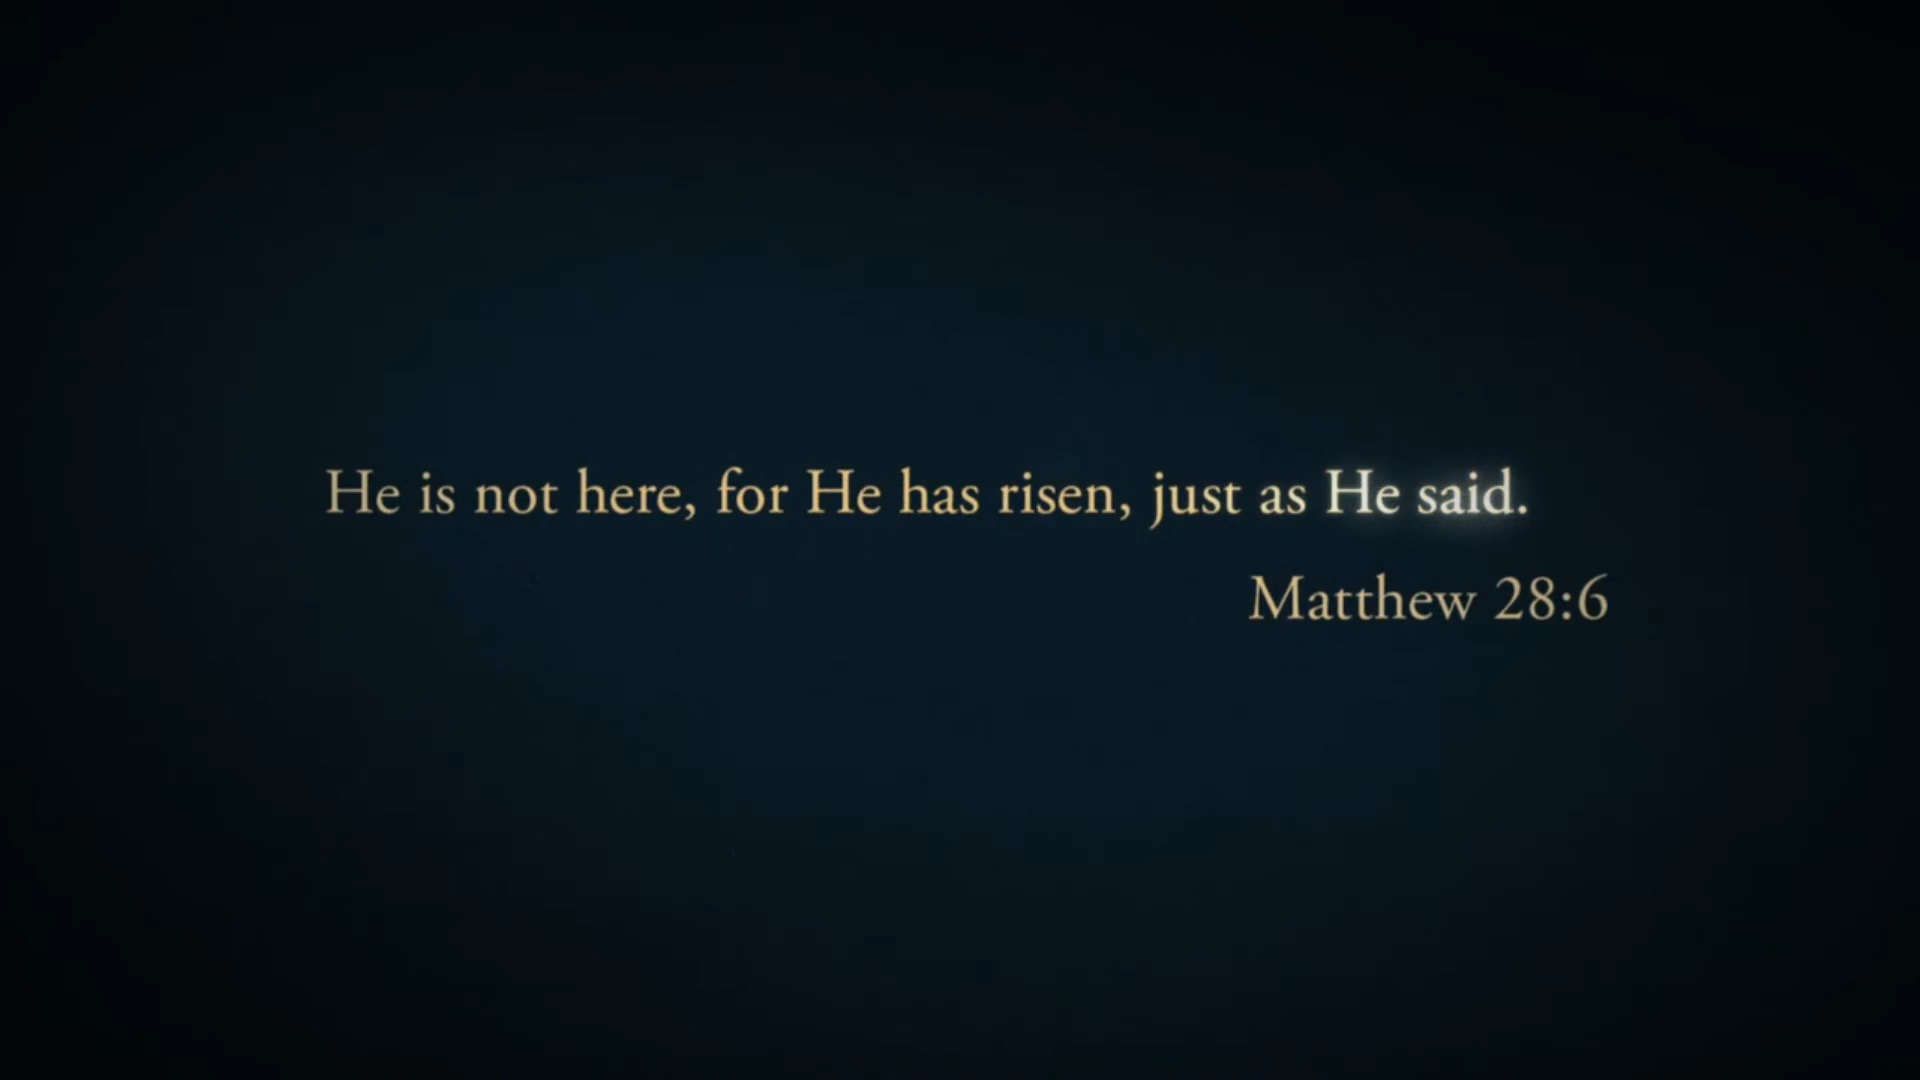 He is not here, for He has risen, just as He said.
Matthew 28:6